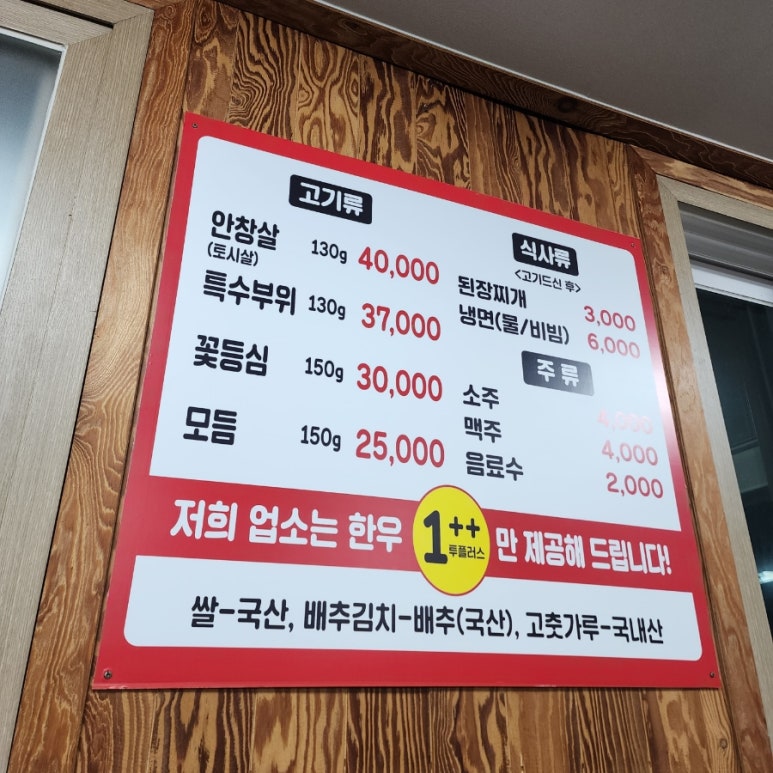 고기류
안창살 130g 40,000
(토시살)
특수부위 130g 37,000
꽃등심 150g 30,000
모듬 150g 25,000
식사류
<고기드신 후>
된장찌개 3,000
냉면(물/비빔) 6,000
주류
소주 4,000
맥주 4,000
음료수 2,000
저희 업소는 한우 1++ 만 제공해 드립니다!
투플러스
쌀-국산, 배추김치-배추(국산), 고춧가루-국내산